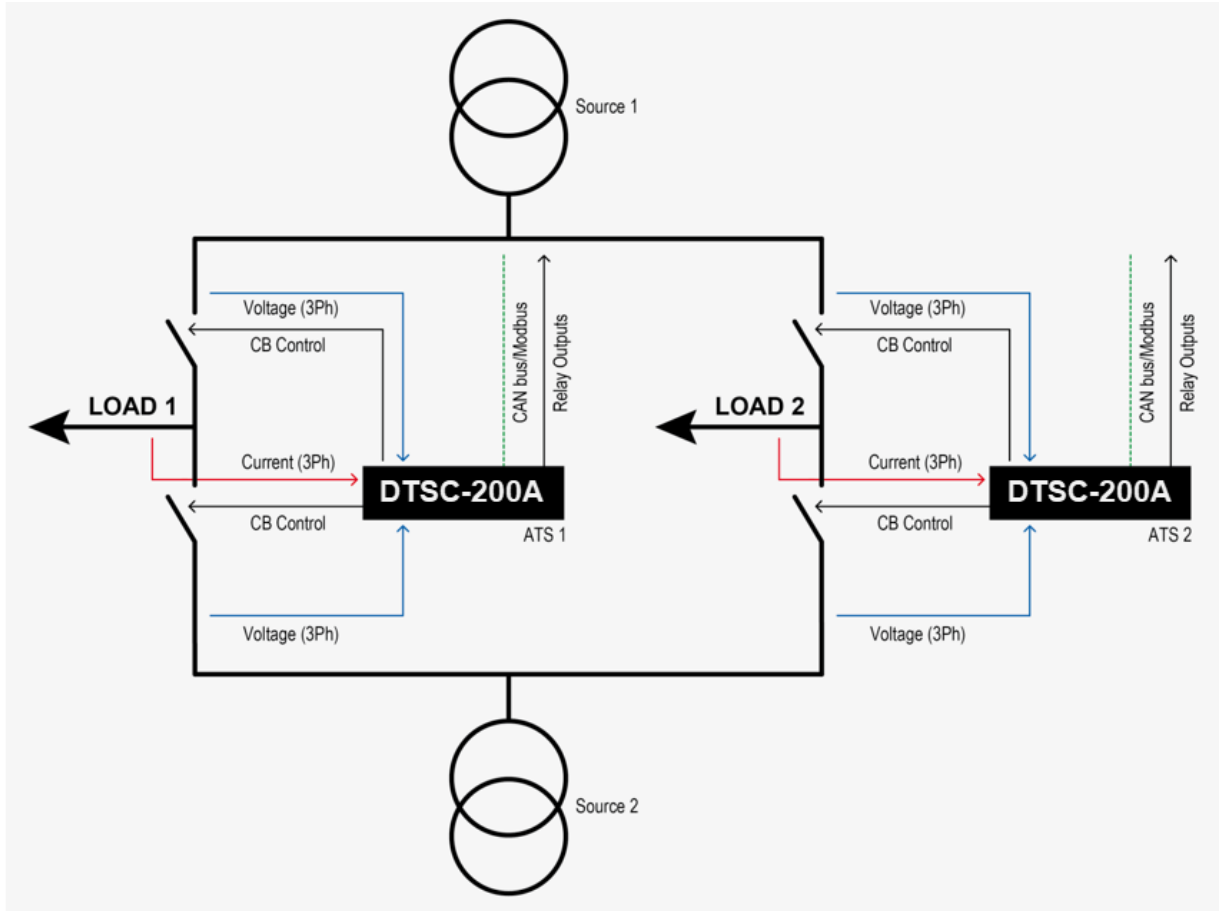 Source 1
Voltage (3Ph)
CB Control
LOAD 1
Current (3Ph)
CB Control
Voltage (3Ph)
CAN bus/Modbus
Relay Outputs
DTSC-200A
ATS 1
Voltage (3Ph)
CB Control
LOAD 2
Current (3Ph)
CB Control
Voltage (3Ph)
CAN bus/Modbus
Relay Outputs
DTSC-200A
ATS 2
Source 2